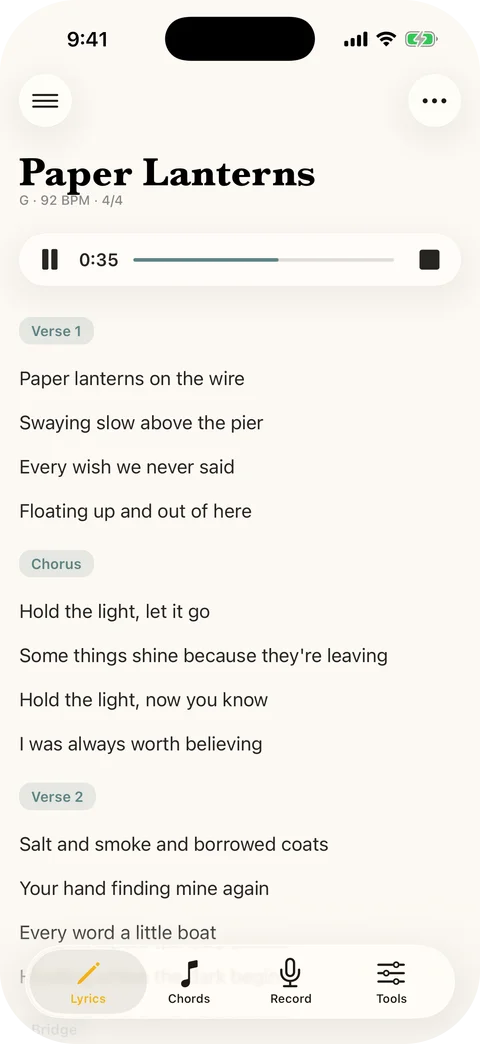 9:41
Paper Lanterns
G · 92 BPM · 4/4
0:35
Verse 1
Paper lanterns on the wire
Swaying slow above the pier
Every wish we never said
Floating up and out of here
Chorus
Hold the light, let it go
Some things shine because they're leaving
Hold the light, now you know
I was always worth believing
Verse 2
Salt and smoke and borrowed coats
Your hand finding mine again
Every word a little boat
Lyrics
Chords
Record
Tools
Bridge